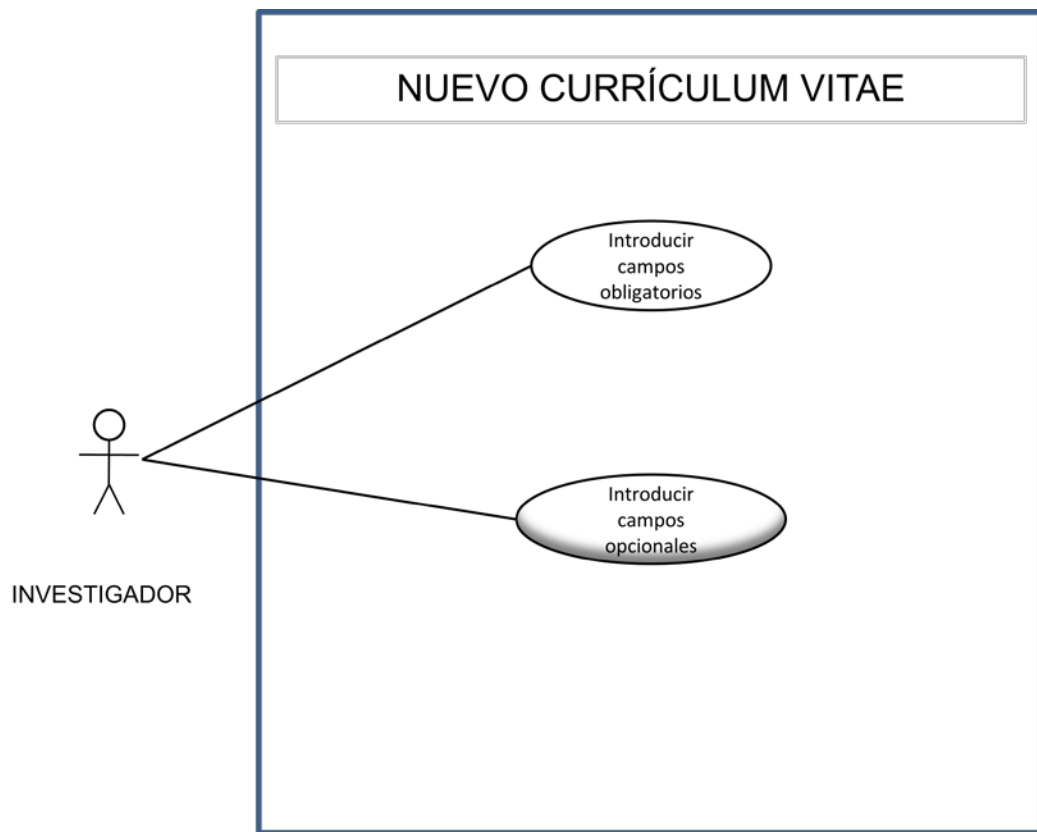 NUEVO CURRÍCULUM VITAE
Introducir
campos
obligatorios
Introducir
campos
opcionales
INVESTIGADOR